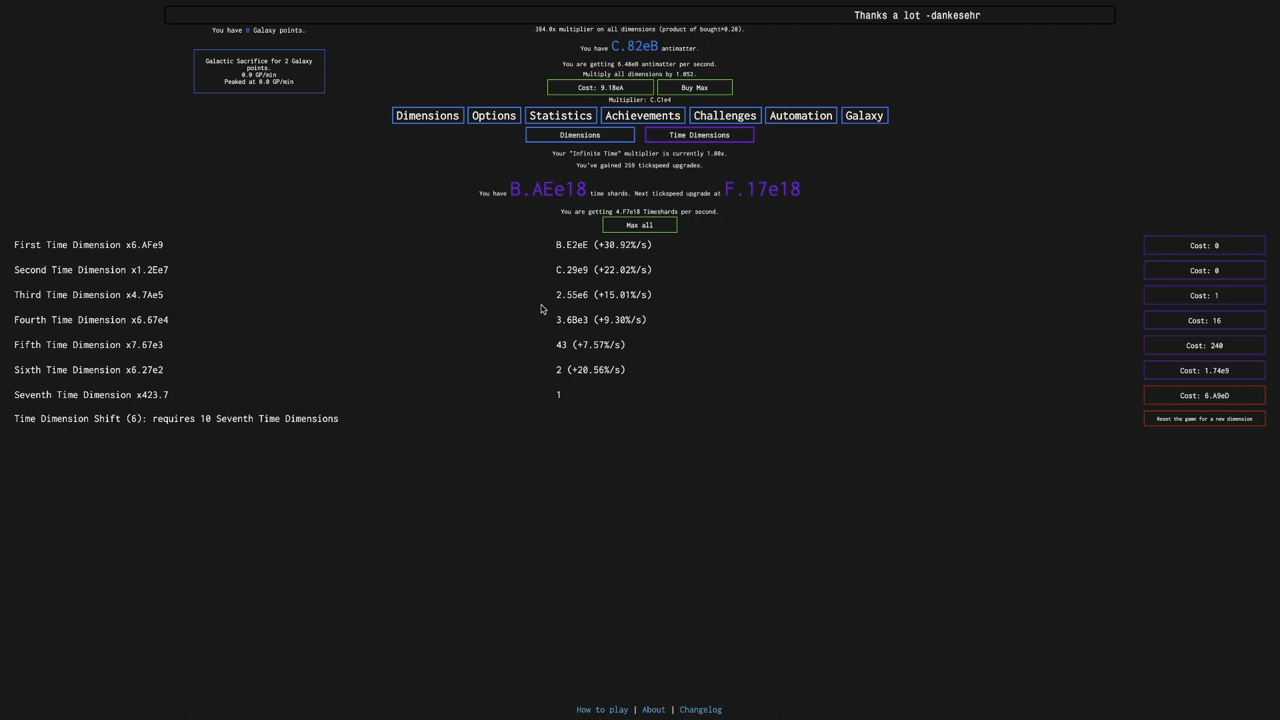 Thanks a lot -dankesehr
You have 0 Galaxy points.
384.0x multiplier on all dimensions (product of bought*0.20).
You have C.82eB antimatter.
Galactic Sacrifice for 2 Galaxy
points.
0.0 GP/min
Peaked at 0.0 GP/min
You are getting 6.48eB antimatter per second.
Multiply all dimensions by 1.052.
Cost: 9.18eA Buy Max
Multiplier: C.C1e4
Dimensions Options Statistics Achievements Challenges Automation Galaxy
Dimensions Time Dimensions
Your "Infinite Time" multiplier is currently 1.00x.
You've gained 259 tickspeed upgrades.
You have B.AEe18 time shards. Next tickspeed upgrade at F.17e18
You are getting 4.F7e18 Timeshards per second.
Max all
First Time Dimension x6.AFe9 B.E2eE (+30.92%/s) Cost: 0
Second Time Dimension x1.2Ee7 C.29e9 (+22.02%/s) Cost: 0
Third Time Dimension x4.7Ae5 2.55e6 (+15.01%/s) Cost: 1
Fourth Time Dimension x6.67e4 3.6Be3 (+9.30%/s) Cost: 16
Fifth Time Dimension x7.67e3 43 (+7.57%/s) Cost: 240
Sixth Time Dimension x6.27e2 2 (+20.56%/s) Cost: 1.74e9
Seventh Time Dimension x423.7 1 Cost: 6.A9eD
Time Dimension Shift (6): requires 10 Seventh Time Dimensions Reset the game for a new dimension
How to play | About | Changelog